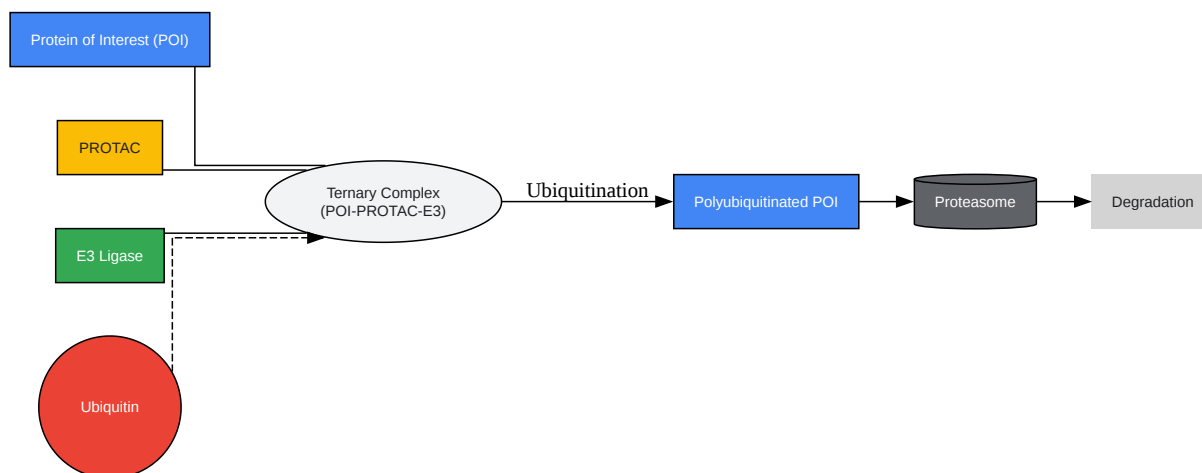 Protein of Interest (POI)
PROTAC
E3 Ligase
Ubiquitin
Ternary Complex
(POI-PROTAC-E3)
Ubiquitination
Polyubiquitinated POI
Proteasome
Degradation